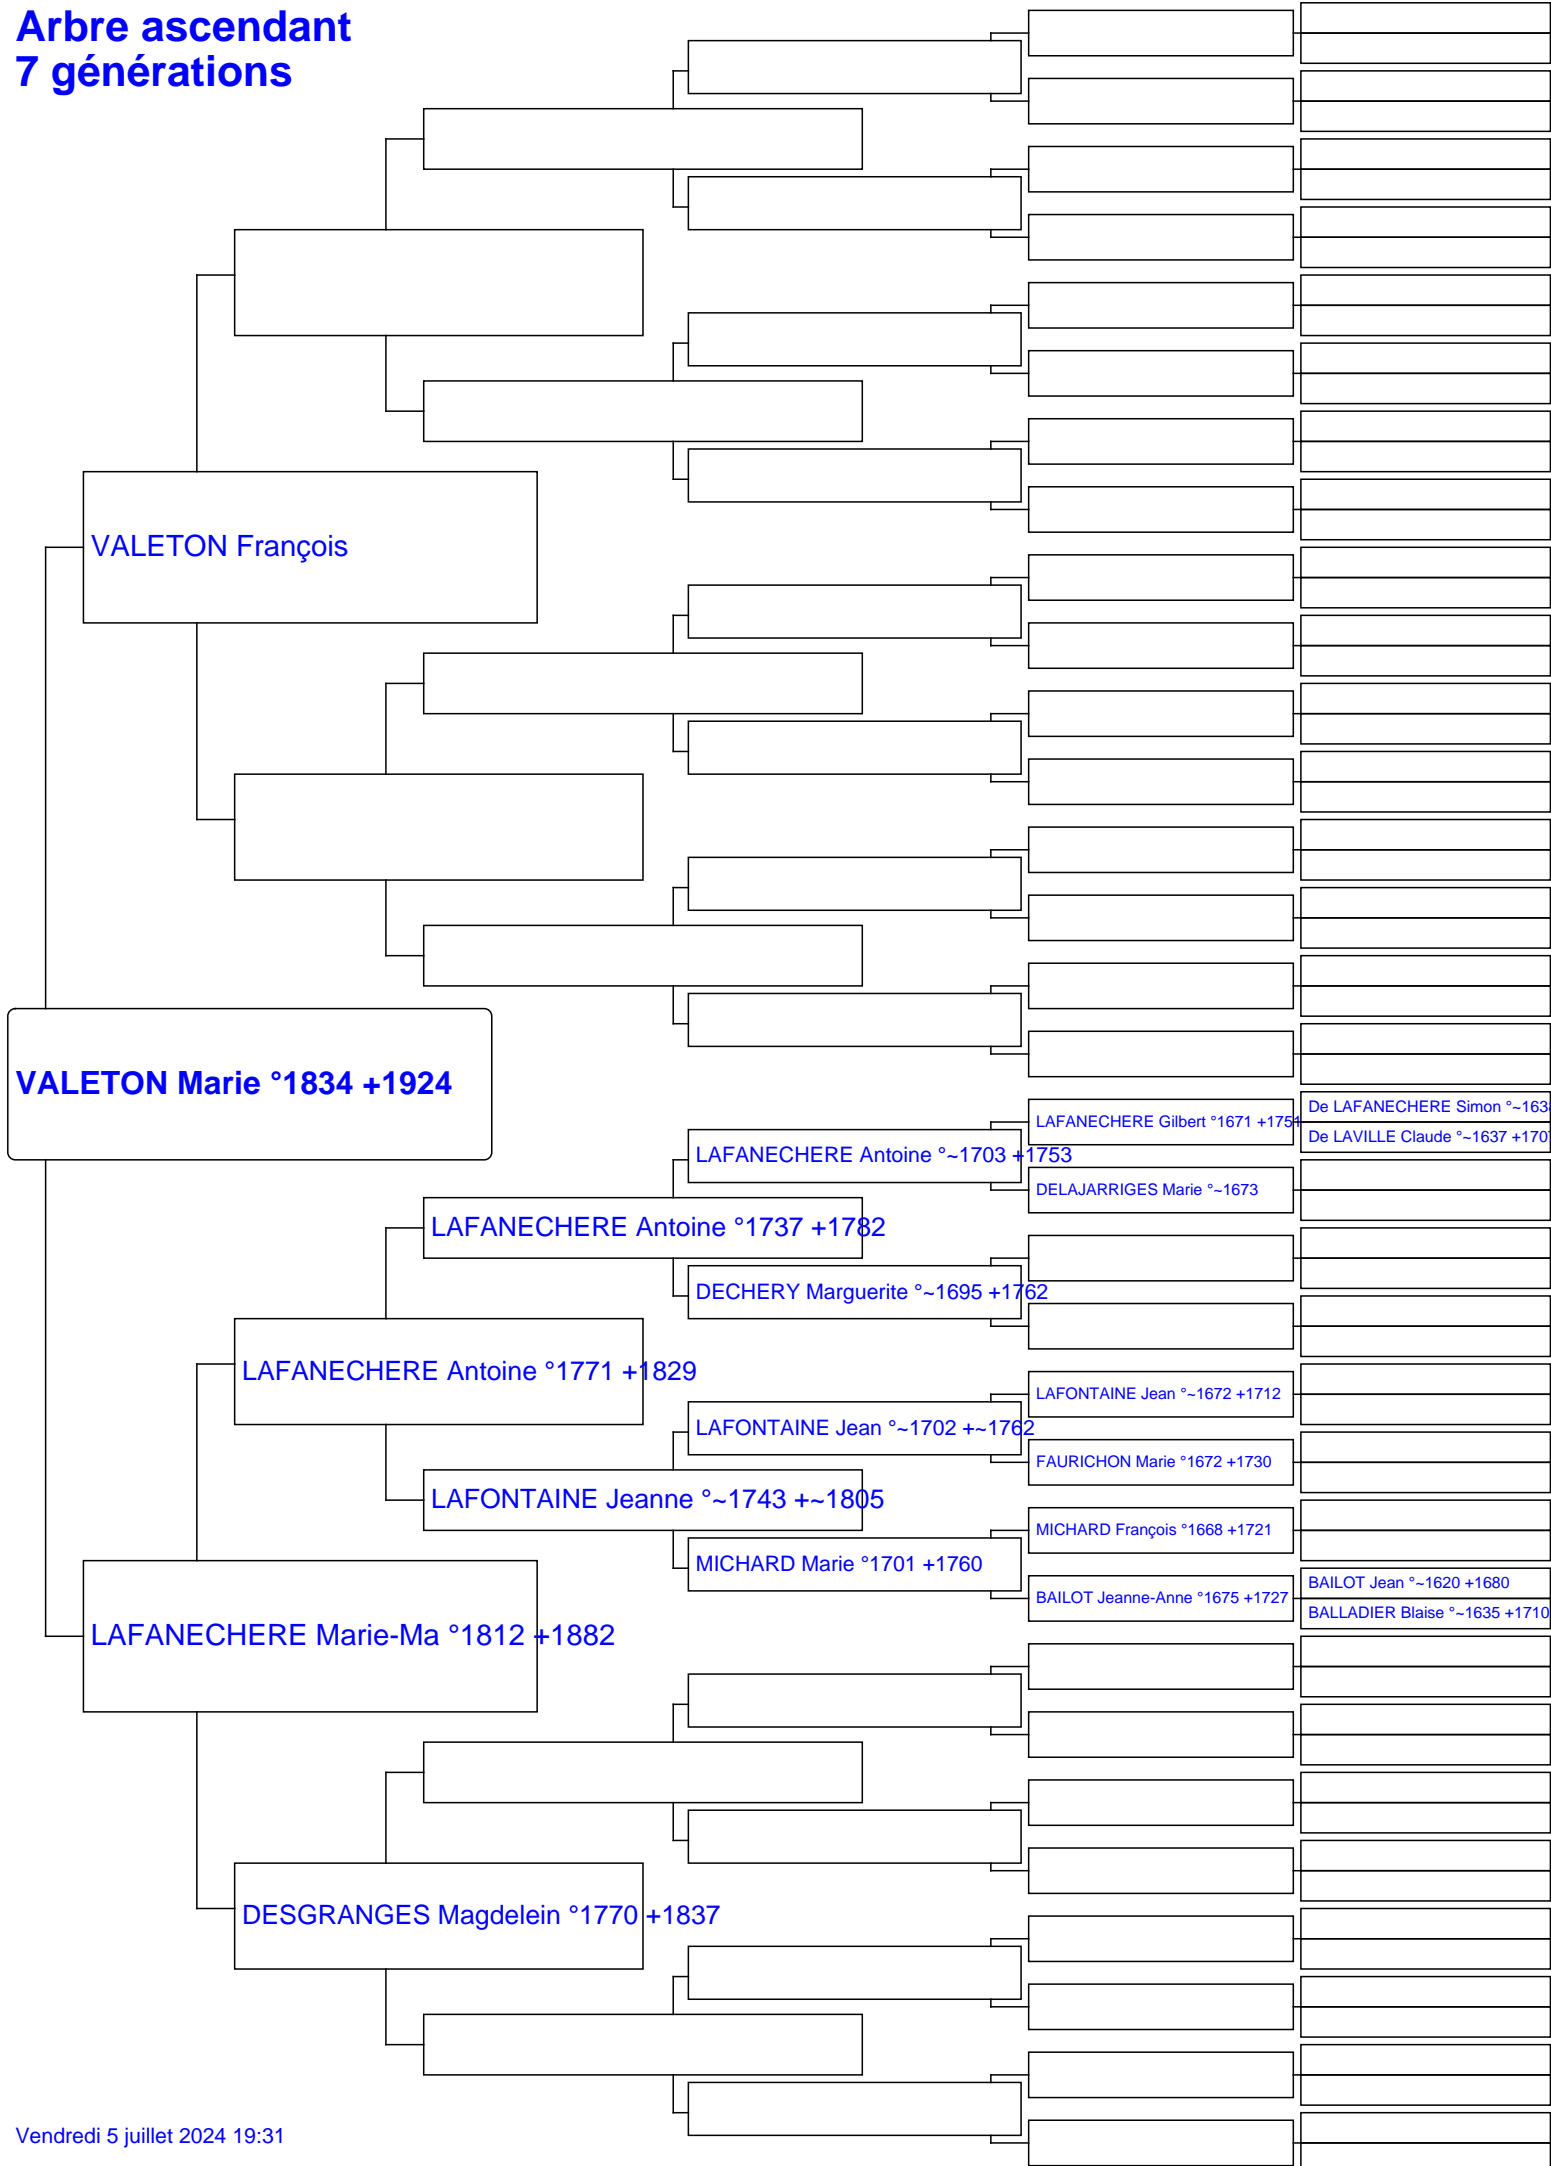 Arbre ascendant
7 générations
VALETON François
VALETON Marie °1834 +1924
LAFANECHERE Gilbert °1671 +1751
De LAFANECHERE Simon °~163
De LAVILLE Claude °~1637 +170
LAFANECHERE Antoine °~1703 +1753
DELAJARRIGES Marie °~1673
LAFANECHERE Antoine °1737 +1782
DECHERY Marguerite °~1695 +1762
LAFANECHERE Antoine °1771 +1829
LAFONTAINE Jean °~1672 +1712
LAFONTAINE Jean °~1702 +~1762
FAURICHON Marie °1672 +1730
LAFONTAINE Jeanne °~1743 +~1805
MICHARD François °1668 +1721
MICHARD Marie °1701 +1760
BAILOT Jeanne-Anne °1675 +1727
BAILOT Jean °~1620 +1680
BALLADIER Blaise °~1635 +1710
LAFANECHERE Marie-Ma °1812 +1882
DESGRANGES Magdelein °1770 +1837
Vendredi 5 juillet 2024 19:31